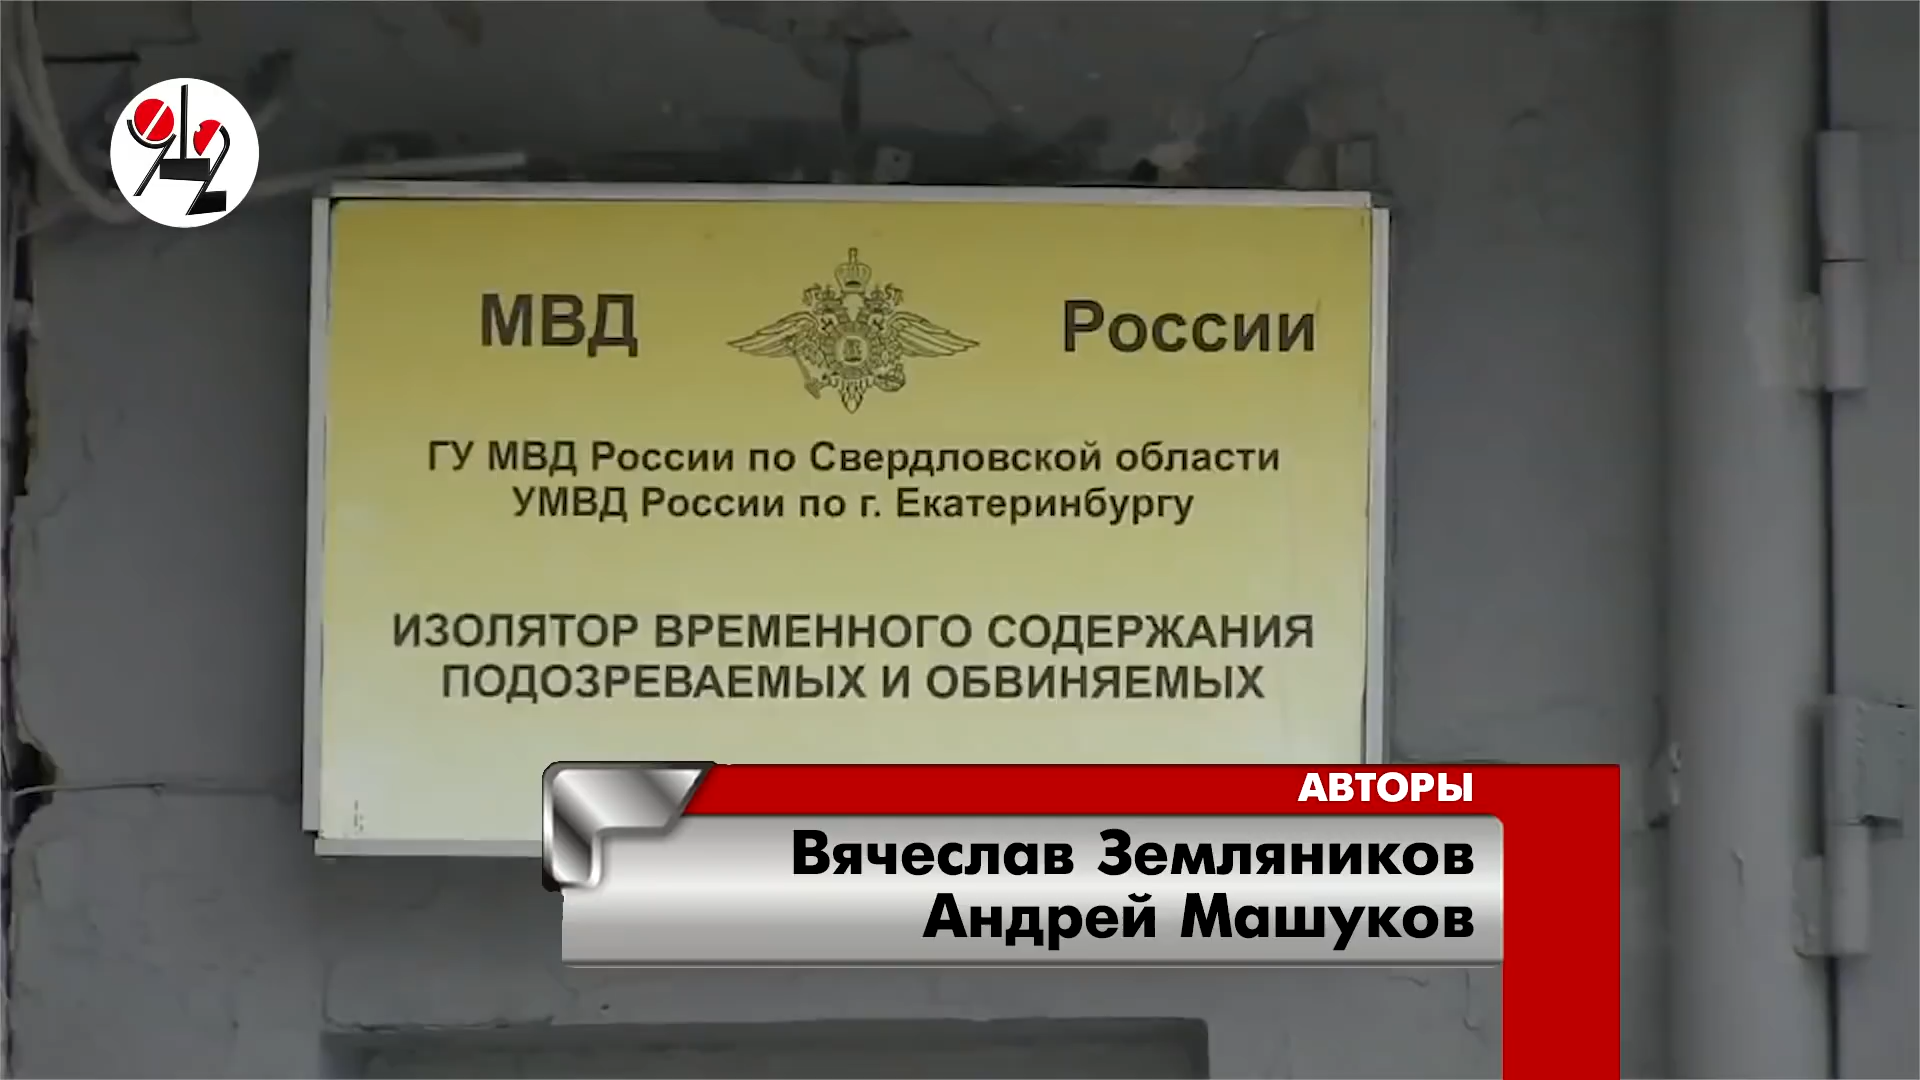 МВД России
ГУ МВД России по Свердловской области
УМВД России по г. Екатеринбургу
ИЗОЛЯТОР ВРЕМЕННОГО СОДЕРЖАНИЯ
ПОДОЗРЕВАЕМЫХ И ОБВИНЯЕМЫХ
АВТОРЫ
Вячеслав Земляников
Андрей Машуков